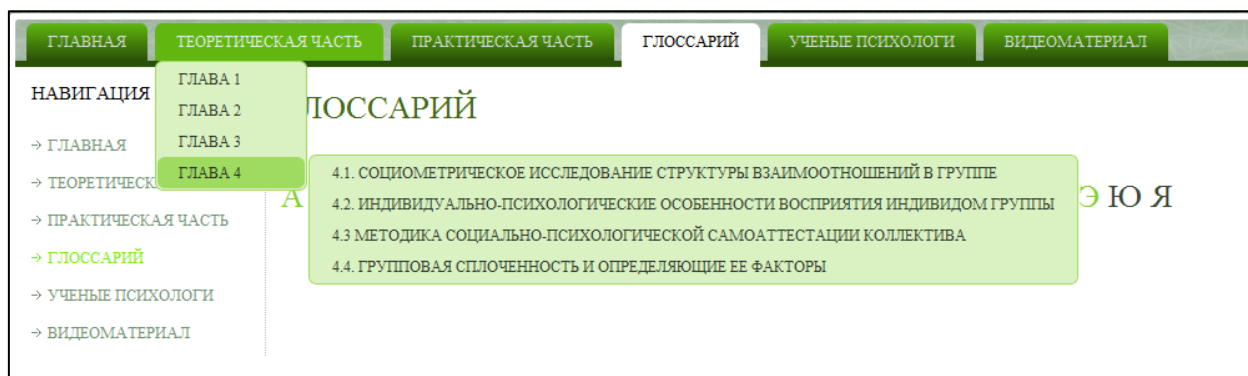 ГЛАВНАЯ ТЕОРЕТИЧЕСКАЯ ЧАСТЬ ПРАКТИЧЕСКАЯ ЧАСТЬ ГЛОССАРИЙ УЧЕНЫЕ ПСИХОЛОГИ ВИДЕОМАТЕРИАЛ
ГЛАВА 1
ГЛАВА 2
ГЛАВА 3
ГЛАВА 4
4.1. СОЦИОМЕТРИЧЕСКОЕ ИССЛЕДОВАНИЕ СТРУКТУРЫ ВЗАИМООТНОШЕНИЙ В ГРУППЕ
4.2. ИНДИВИДУАЛЬНО-ПСИХОЛОГИЧЕСКИЕ ОСОБЕННОСТИ ВОСПРИЯТИЯ ИНДИВИДОМ ГРУППЫ
4.3 МЕТОДИКА СОЦИАЛЬНО-ПСИХОЛОГИЧЕСКОЙ САМОАТТЕСТАЦИИ КОЛЛЕКТИВА
4.4. ГРУППОВАЯ СПЛОЧЕННОСТЬ И ОПРЕДЕЛЯЮЩИЕ ЕЕ ФАКТОРЫ
НАВИГАЦИЯ
→ ГЛАВНАЯ
→ ТЕОРЕТИЧЕСК
→ ПРАКТИЧЕСКАЯ ЧАСТЬ
→ ГЛОССАРИЙ
→ УЧЕНЫЕ ПСИХОЛОГИ
→ ВИДЕОМАТЕРИАЛ
ЛОССАРИЙ
А Э Ю Я